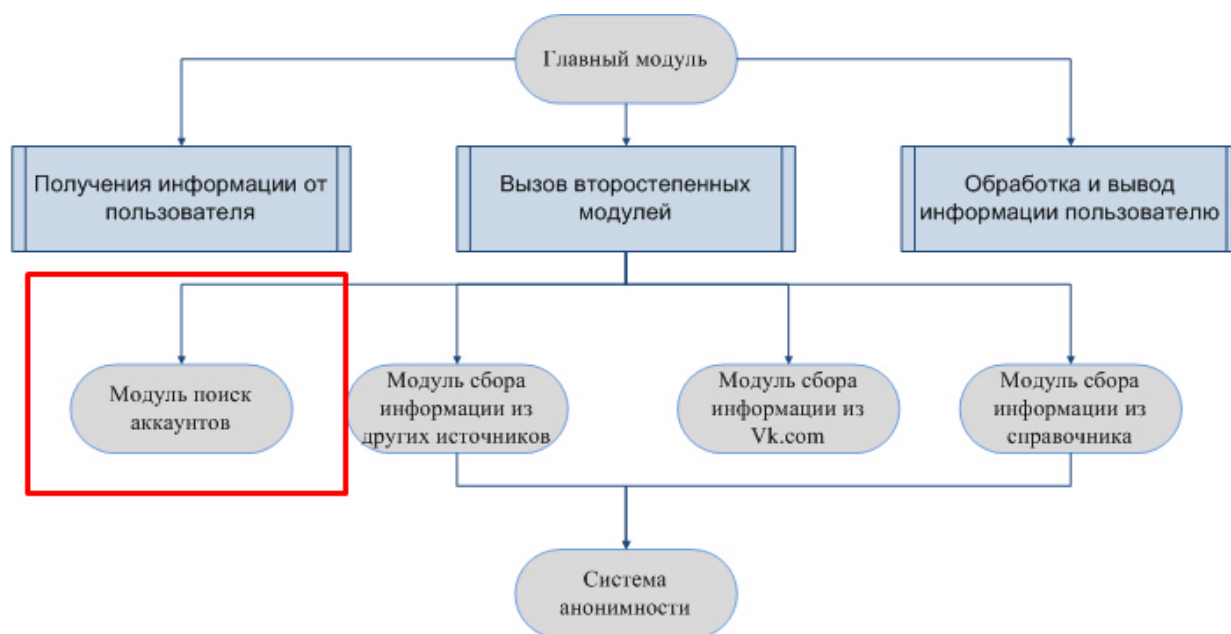 Главный модуль
Получения информации от
пользователя
Вызов второстепенных
модулей
Обработка и вывод
информации пользователю
Модуль поиск
аккаунтов
Модуль сбора
информации из
других источников
Модуль сбора
информации из
Vk.com
Модуль сбора
информации из
справочника
Система
анонимности